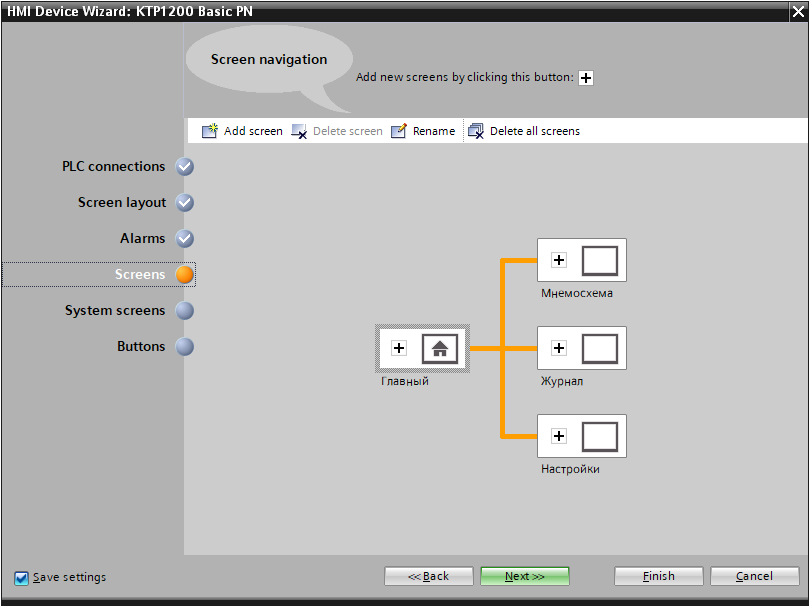 HMI Device Wizard: KTP1200 Basic PN
Screen navigation
Add new screens by clicking this button:
Add screen Delete screen Rename Delete all screens
PLC connections
Screen layout
Alarms
Screens
System screens
Buttons
Мнемосхема
Главный
Журнал
Настройки
Save settings
<< Back Next >> Finish Cancel